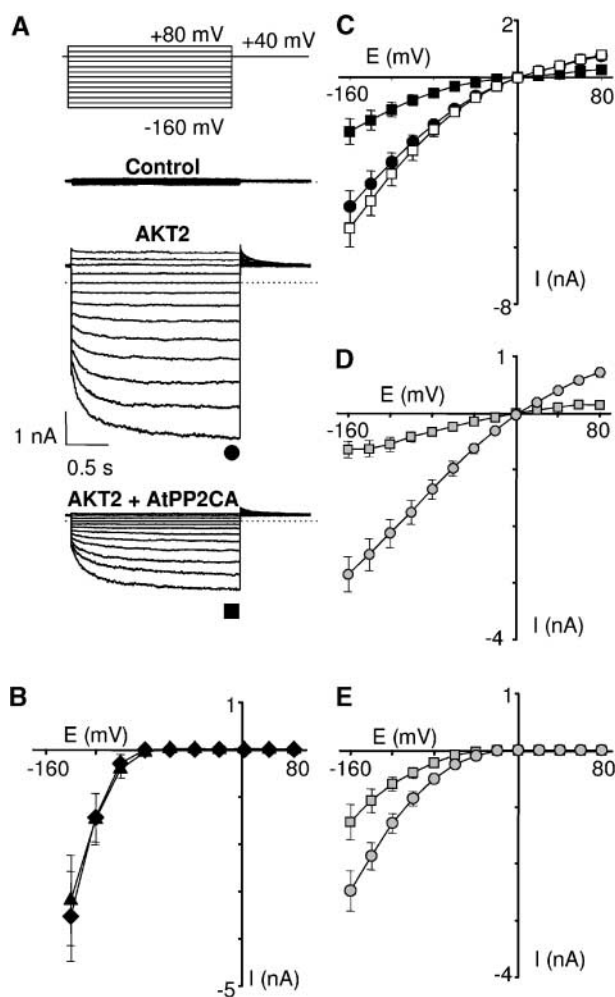 A
+80 mV
+40 mV
-160 mV
Control
AKT2
1 nA
0.5 s
AKT2 + AtPP2CA
B
1
E (mV)
-160
80
-5
I (nA)
C
2
E (mV)
-160
80
I (nA)
-8
D
1
E (mV)
-160
80
I (nA)
-4
E
1
E (mV)
-160
80
I (nA)
-4